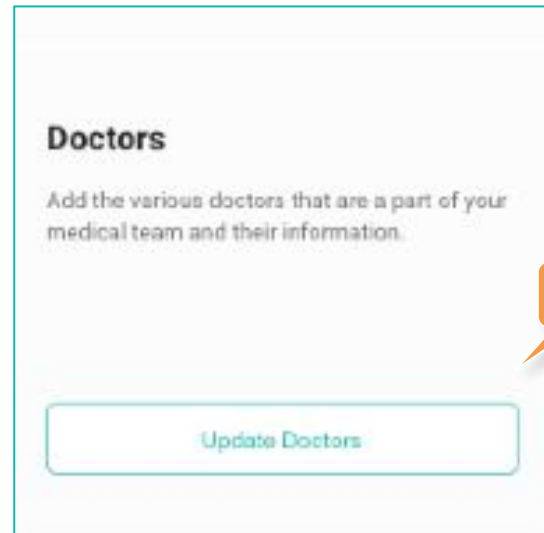 Doctors
Add the various doctors that are a part of your
medical team and their information.
Update Doctors